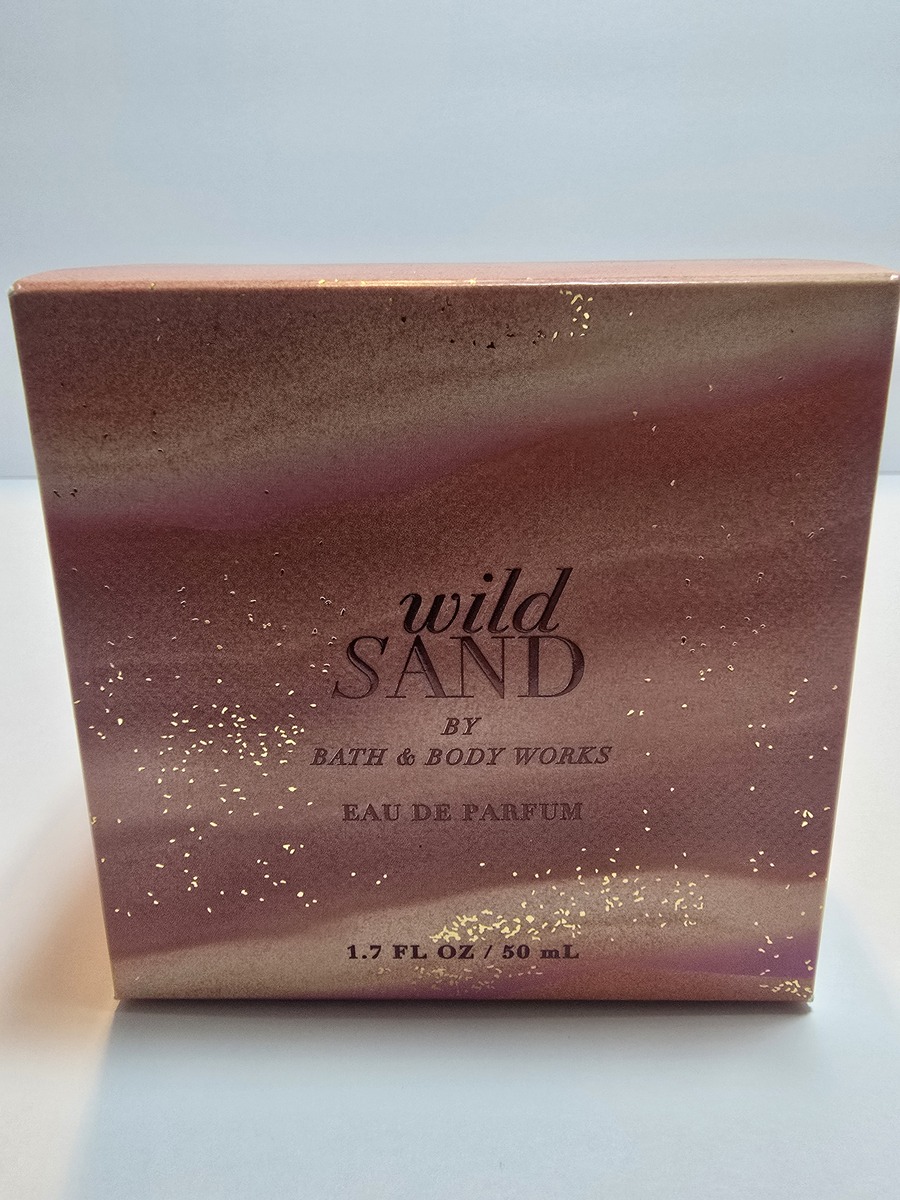 wild
SAND
BY
BATH & BODY WORKS
EAU DE PARFUM
1.7 FL OZ / 50 mL